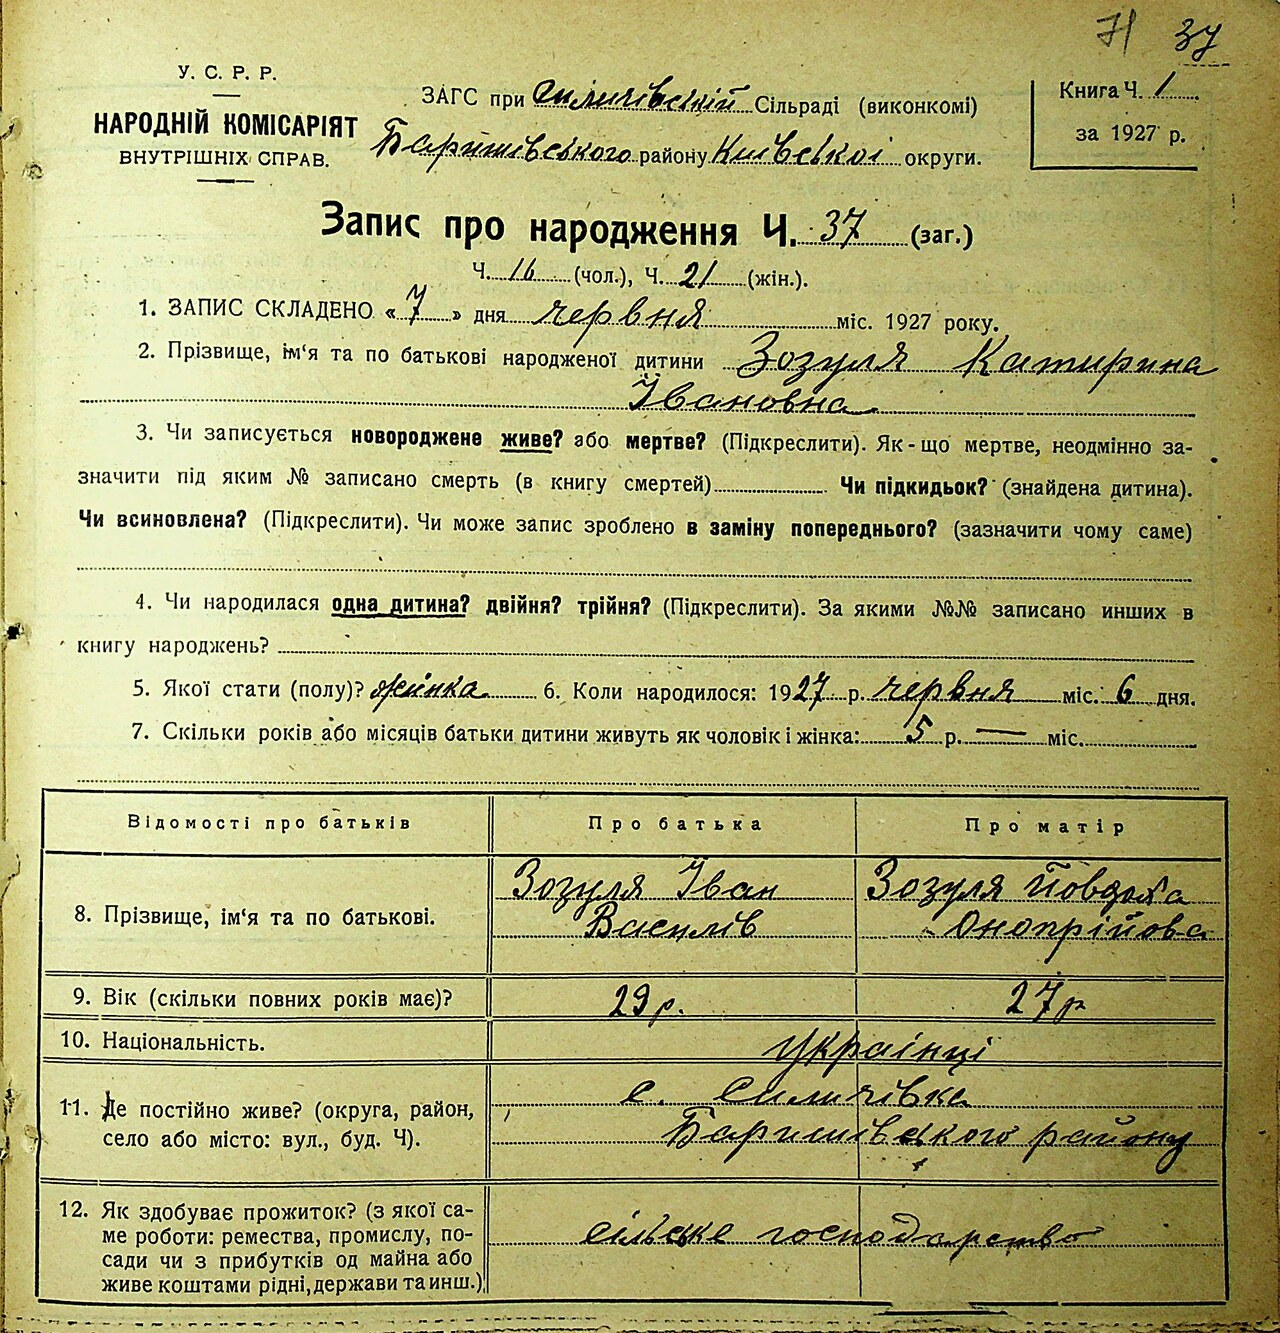 71 37
У. С. Р. Р.
НАРОДНІЙ КОМІСАРІЯТ
ВНУТРІШНІХ СПРАВ.
ЗАГС при Селичівській Сільраді (виконкомі)
Баришівського району Київської округи.
Книга Ч. 1
за 1927 р.
Запис про народження Ч. 37 (заг.)
Ч. 16 (чол.), Ч. 21 (жін.).
1. ЗАПИС СКЛАДЕНО «7» дня червня міс. 1927 року.
2. Прізвище, ім'я та по батькові народженої дитини Зозуля Катирина
Івановна
3. Чи записується новороджене живе? або мертве? (Підкреслити). Як-що мертве, неодмінно за-
значити під яким № записано смерть (в книгу смертей) Чи підкидьок? (знайдена дитина).
Чи всиновлена? (Підкреслити). Чи може запис зроблено в заміну попереднього? (зазначити чому саме)
4. Чи народилася одна дитина? двійня? трійня? (Підкреслити). За якими №№ записано инших в
книгу народжень?
5. Якої стати (полу)? жінка 6. Коли народилося: 1927 р. червня міс. 6 дня.
7. Скільки років або місяців батьки дитини живуть як чоловік і жінка: 5 р. — міс.
Відомості про батьків Про батька Про матір
8. Прізвище, ім'я та по батькові. Зозуля Іван Василів Зозуля Йовдоха Онопрійова
9. Вік (скільки повних років має)? 29 р. 27 р
10. Національність. українці
11. Де постійно живе? (округа, район,
село або місто: вул., буд. Ч). с. Селичівка
Баришівського району
12. Як здобуває прожиток? (з якої са-
ме роботи: ремества, промислу, по-
сади чи з прибутків од майна або
живе коштами рідні, держави та инш.) сільське господарство